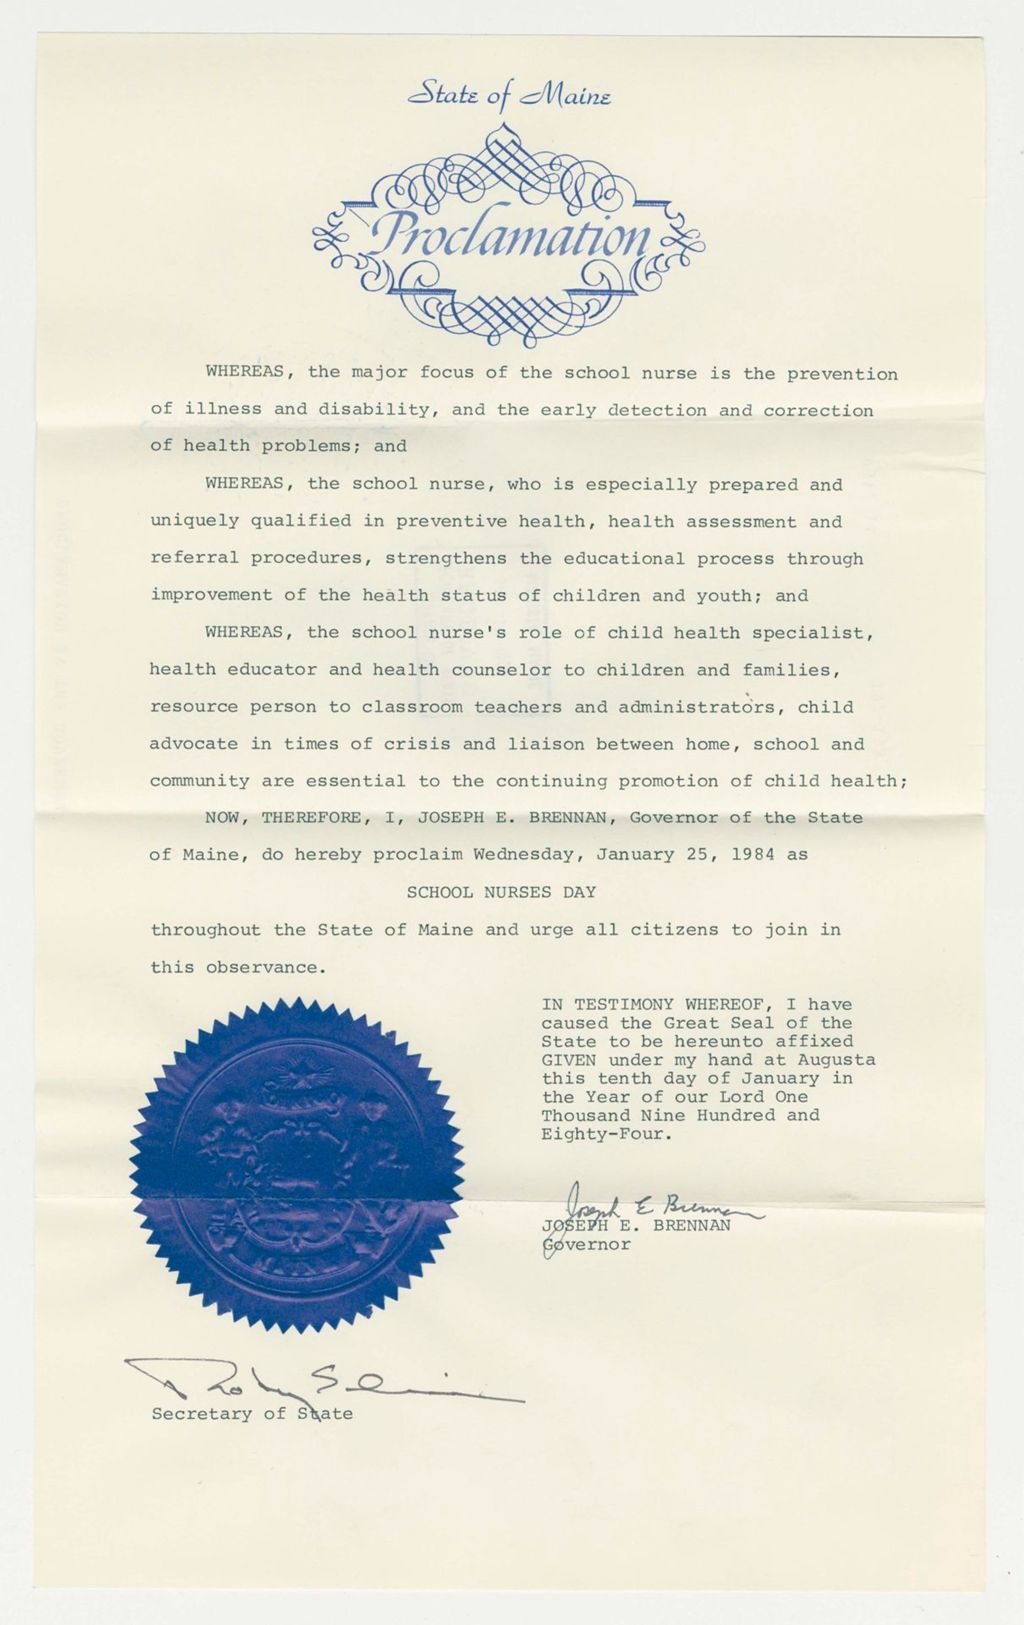 State of Maine
Proclamation
WHEREAS, the major focus of the school nurse is the prevention
of illness and disability, and the early detection and correction
of health problems; and
WHEREAS, the school nurse, who is especially prepared and
uniquely qualified in preventive health, health assessment and
referral procedures, strengthens the educational process through
improvement of the health status of children and youth; and
WHEREAS, the school nurse's role of child health specialist,
health educator and health counselor to children and families,
resource person to classroom teachers and administrators, child
advocate in times of crisis and liaison between home, school and
community are essential to the continuing promotion of child health;
NOW, THEREFORE, I, JOSEPH E. BRENNAN, Governor of the State
of Maine, do hereby proclaim Wednesday, January 25, 1984 as
SCHOOL NURSES DAY
throughout the State of Maine and urge all citizens to join in
this observance.
IN TESTIMONY WHEREOF, I have
caused the Great Seal of the
State to be hereunto affixed
GIVEN under my hand at Augusta
this tenth day of January in
the Year of our Lord One
Thousand Nine Hundred and
Eighty-Four.
Joseph E Brennan
JOSEPH E. BRENNAN
Governor
Secretary of State